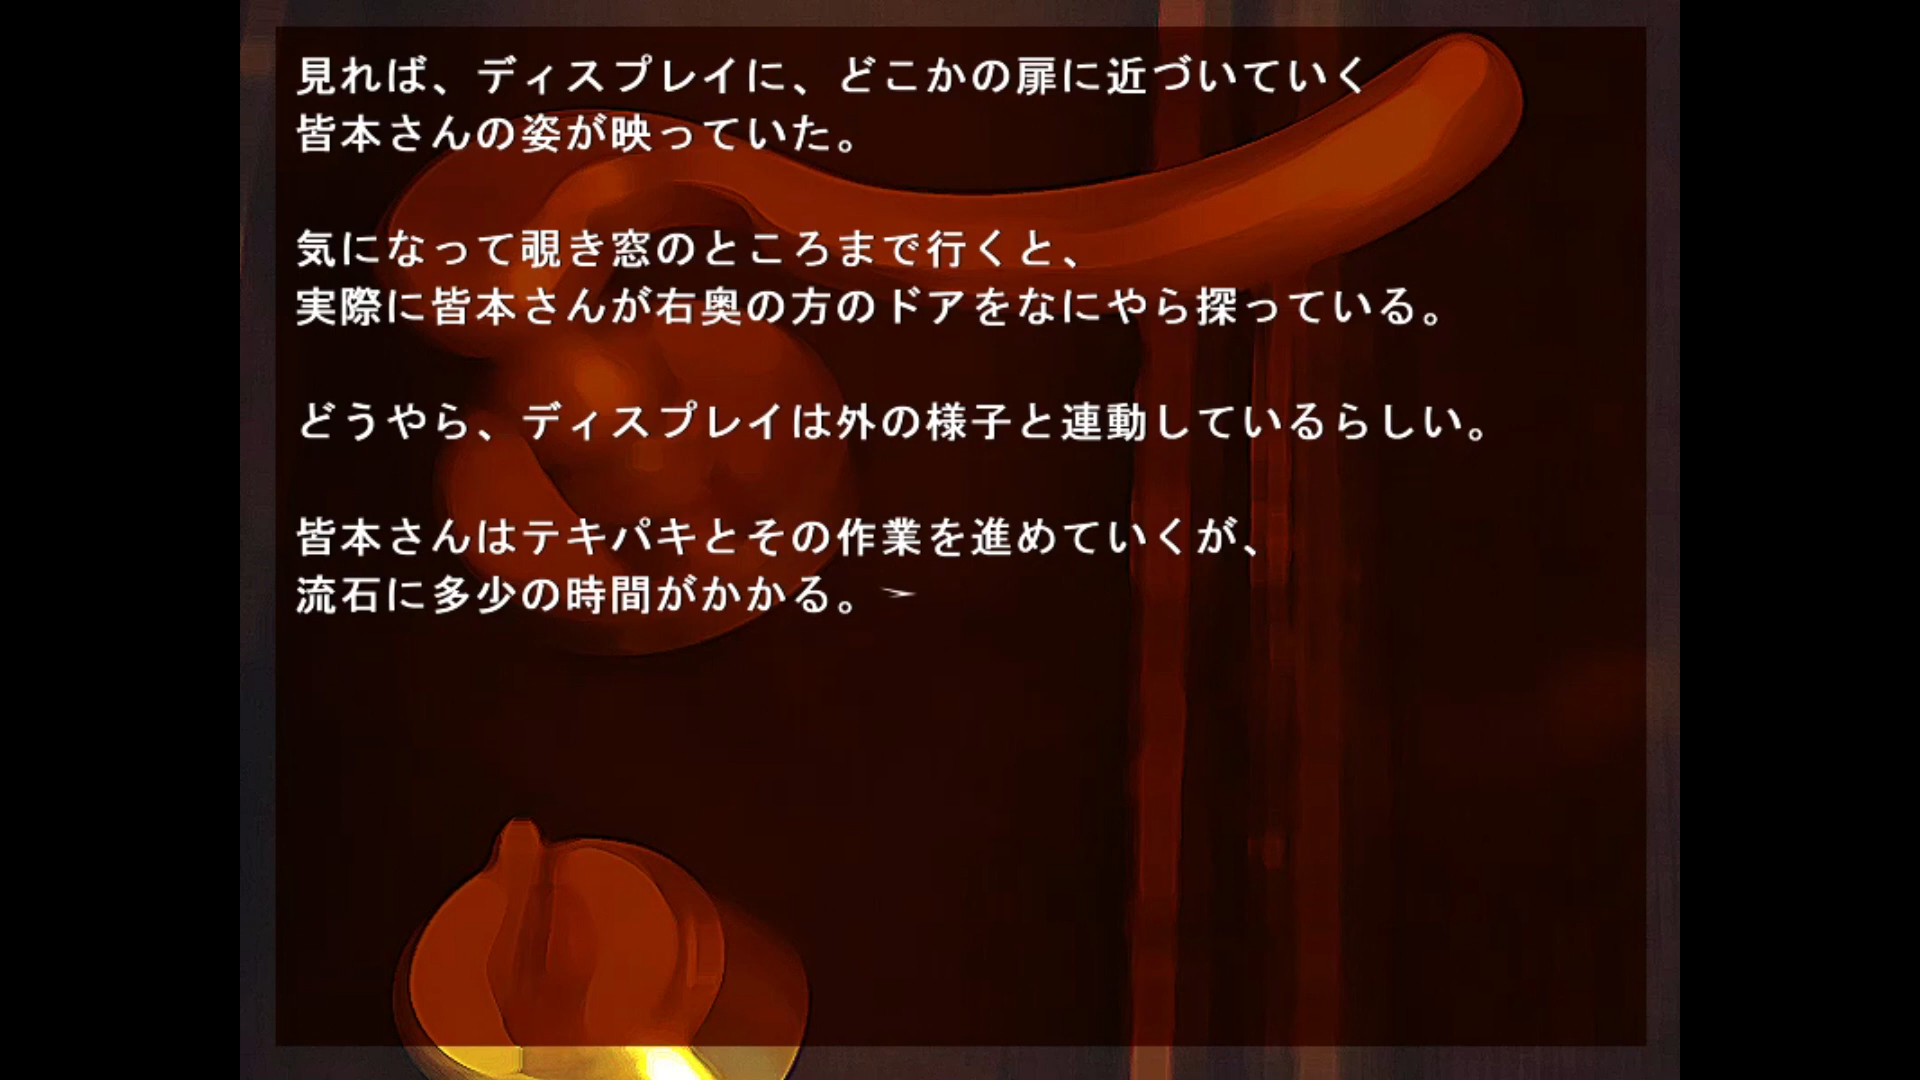 見れば、ディスプレイに、どこかの扉に近づいていく
皆本さんの姿が映っていた。
気になって覗き窓のところまで行くと、
実際に皆本さんが右奥の方のドアをなにやら探っている。
どうやら、ディスプレイは外の様子と連動しているらしい。
皆本さんはテキパキとその作業を進めていくが、
流石に多少の時間がかかる。